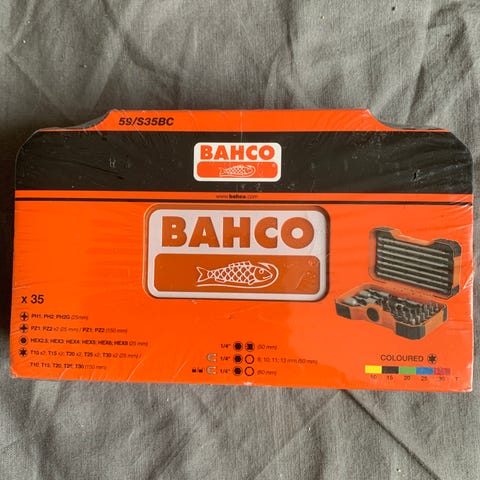 59/S35BC
BAHCO
www.bahco.com
BAHCO
x 35
PH1, PH2, PH2G (25mm)
PZ1, PZ2 x2 (25 mm) / PZ1, PZ2 (150 mm)
HEX2,5, HEX3, HEX4, HEX5, HEX6, HEX8 (25 mm)
T10 x2, T15 x2, T20 x2, T25 x2, T30 x2 (25 mm) /
T10, T15, T20, T25, T30 (150 mm)
1/4" (50 mm)
1/4" 8, 10, 11, 13 mm (50 mm)
1/4" (60 mm)
COLOURED
10 15 20 25 30 T